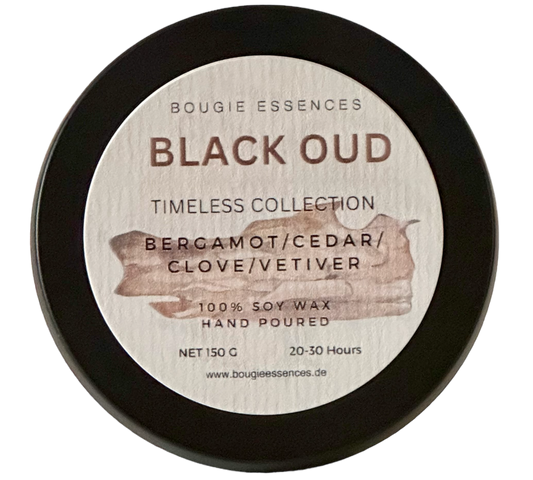 BOUGIE ESSENCES
BLACK OUD
TIMELESS COLLECTION
BERGAMOT/CEDAR/
CLOVE/VETIVER
100% SOY WAX
HAND POURED
NET 150 G 20-30 Hours
www.bougieessences.de